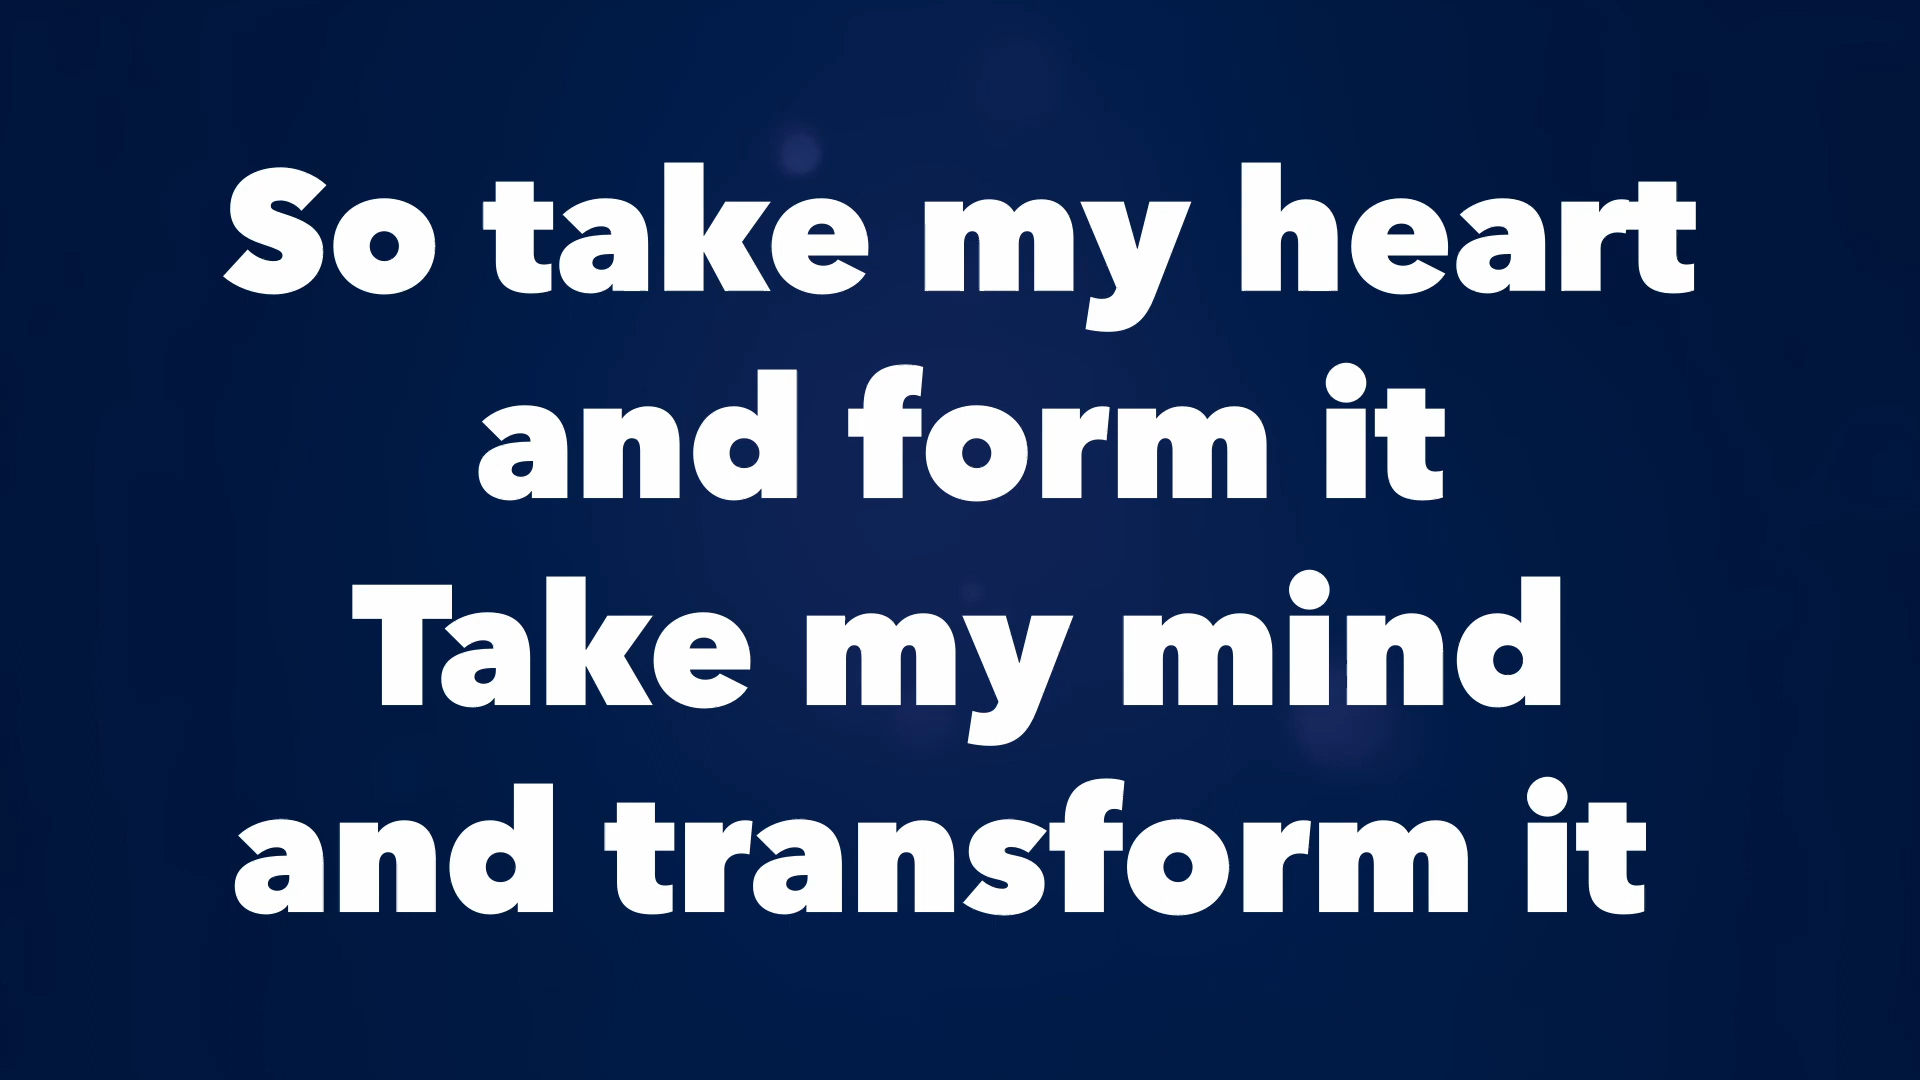 So take my heart
and form it
Take my mind
and transform it